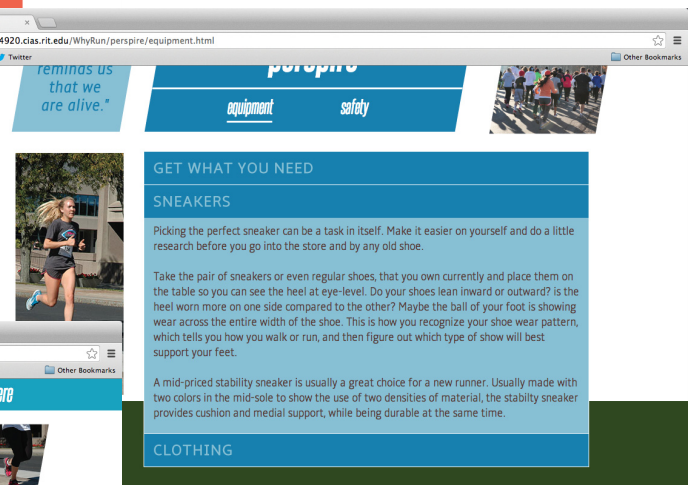 4920.cias.rit.edu/WhyRun/perspire/equipment.html
Twitter
Other Bookmarks
reminds us
that we
are alive."
perspire
equipment safety
GET WHAT YOU NEED
SNEAKERS
Picking the perfect sneaker can be a task in itself. Make it easier on yourself and do a little
research before you go into the store and by any old shoe.
Take the pair of sneakers or even regular shoes, that you own currently and place them on
the table so you can see the heel at eye-level. Do your shoes lean inward or outward? is the
heel worn more on one side compared to the other? Maybe the ball of your foot is showing
wear across the entire width of the shoe. This is how you recognize your shoe wear pattern,
which tells you how you walk or run, and then figure out which type of show will best
support your feet.
A mid-priced stability sneaker is usually a great choice for a new runner. Usually made with
two colors in the mid-sole to show the use of two densities of material, the stabilty sneaker
provides cushion and medial support, while being durable at the same time.
CLOTHING
Other Bookmarks